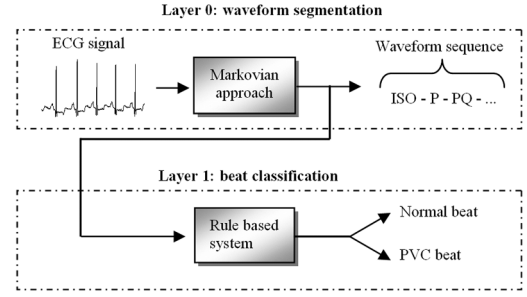 Layer 0: waveform segmentation
ECG signal
Markovian
approach
Waveform sequence
ISO - P - PQ - ...
Layer 1: beat classification
Rule based
system
Normal beat
PVC beat